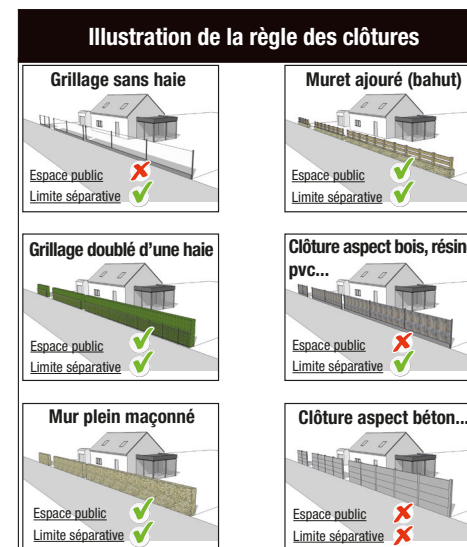 Illustration de la règle des clôtures
Grillage sans haie
Espace public
Limite séparative
Muret ajouré (bahut)
Espace public
Limite séparative
Grillage doublé d'une haie
Espace public
Limite séparative
Clôture aspect bois, résin
pvc...
Espace public
Limite séparative
Mur plein maçonné
Espace public
Limite séparative
Clôture aspect béton...
Espace public
Limite séparative